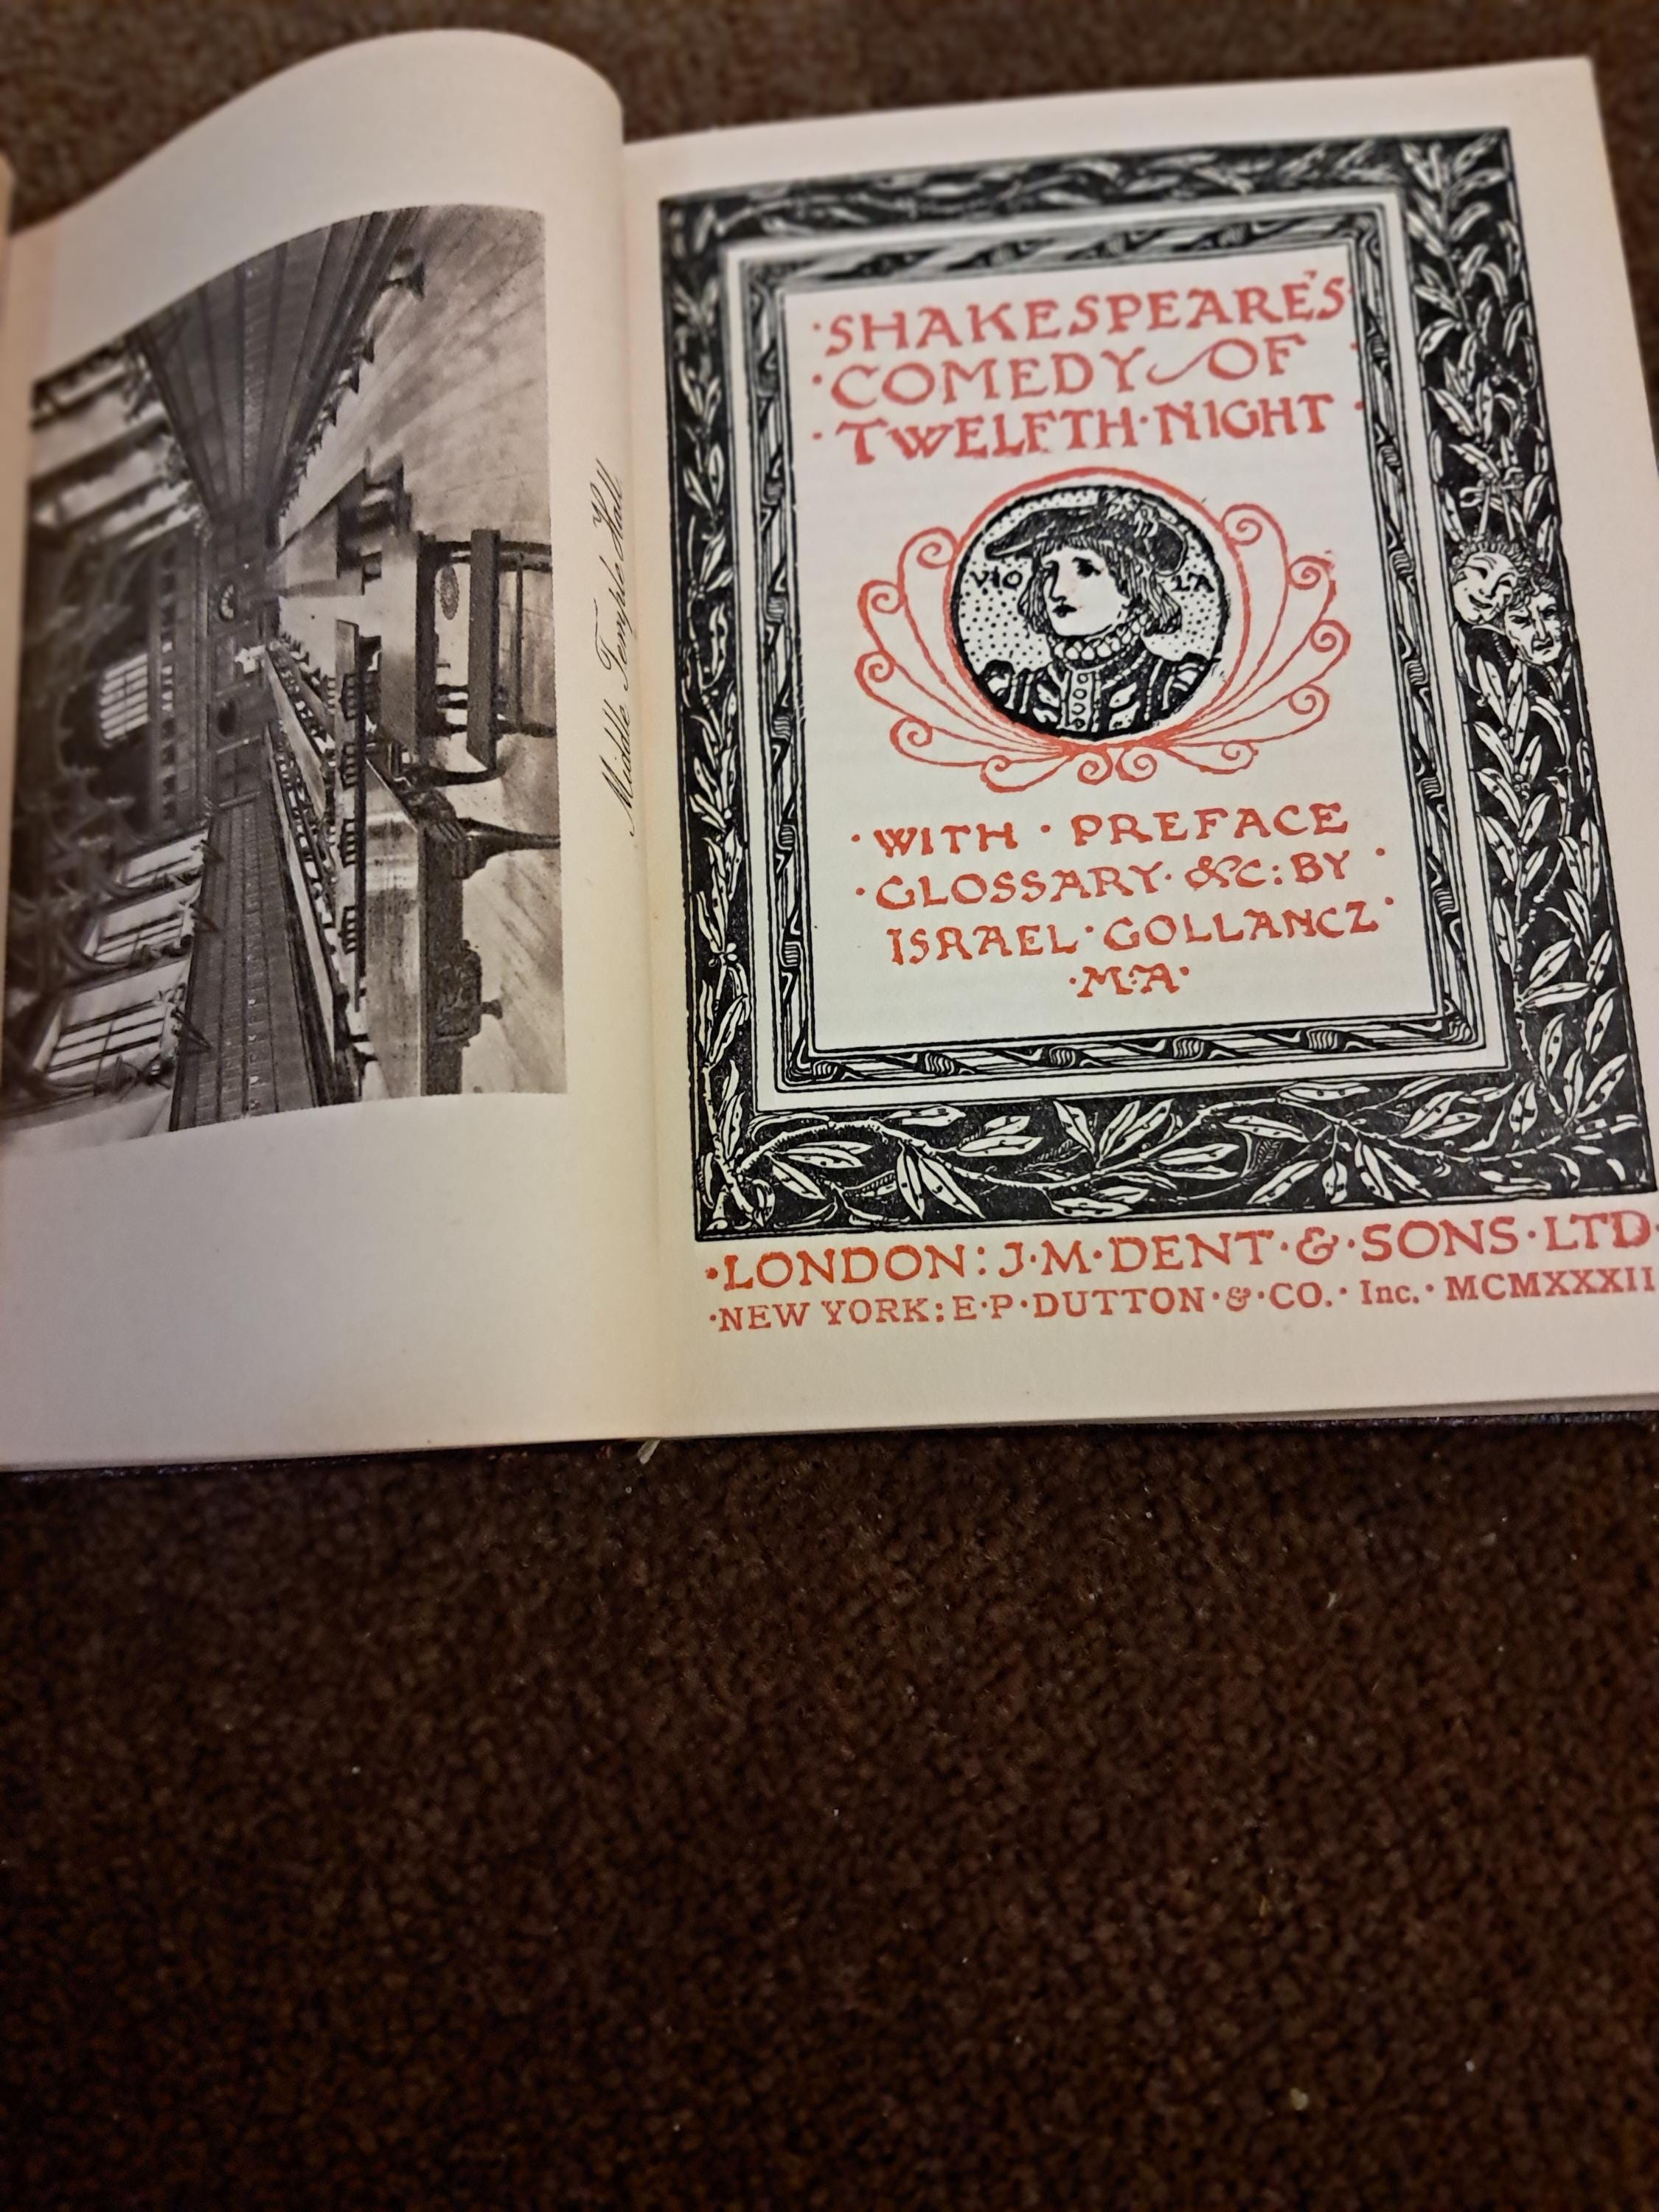 Middle Temple Hall
·SHAKESPEARE'S·
·COMEDY OF·
·TWELFTH·NIGHT·
VIO LA
·WITH·PREFACE
·GLOSSARY·&C:BY·
ISRAEL·GOLLANCZ·
·M·A·
·LONDON:J·M·DENT·&·SONS·LTD·
·NEW YORK:E·P·DUTTON·&·CO.·Inc.·MCMXXXII